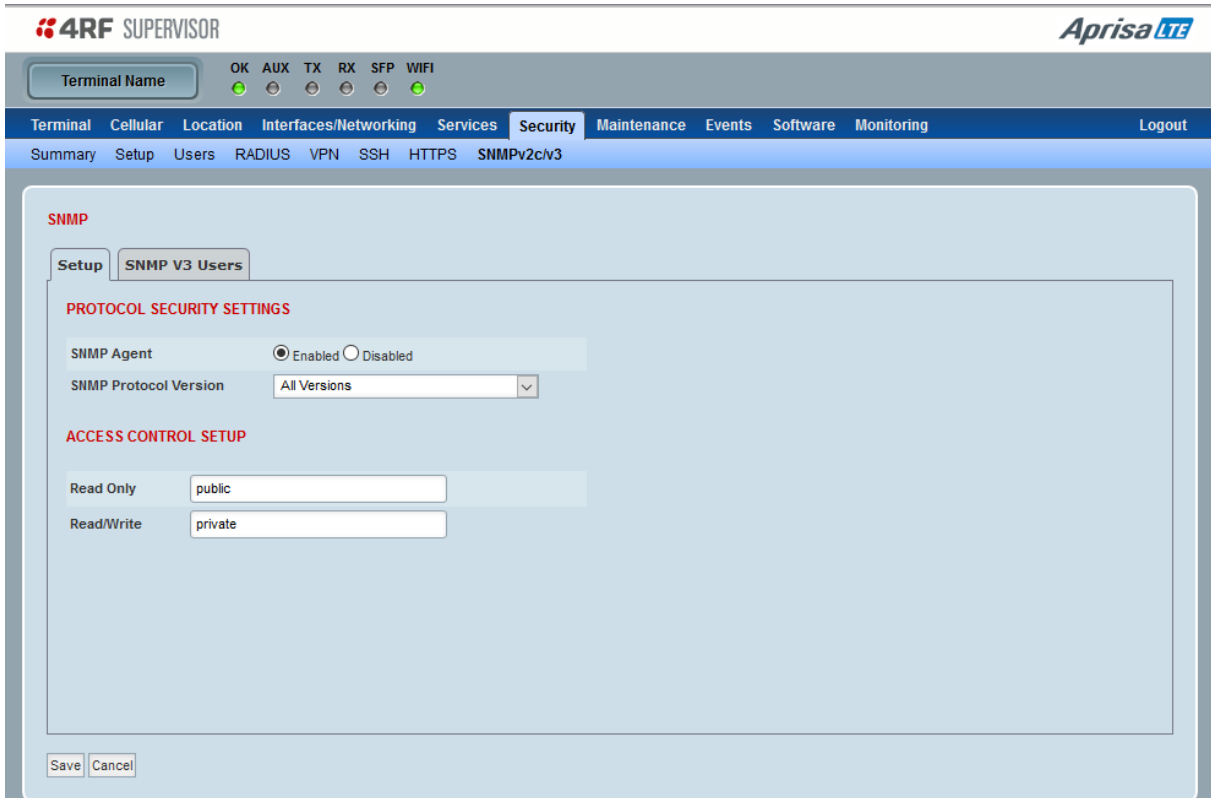 4RF SUPERVISOR
Aprisa LTE
Terminal Name
OK AUX TX RX SFP WIFI
Terminal Cellular Location Interfaces/Networking Services Security Maintenance Events Software Monitoring Logout
Summary Setup Users RADIUS VPN SSH HTTPS SNMPv2c/v3
SNMP
Setup SNMP V3 Users
PROTOCOL SECURITY SETTINGS
SNMP Agent Enabled Disabled
SNMP Protocol Version All Versions
ACCESS CONTROL SETUP
Read Only public
Read/Write private
Save Cancel